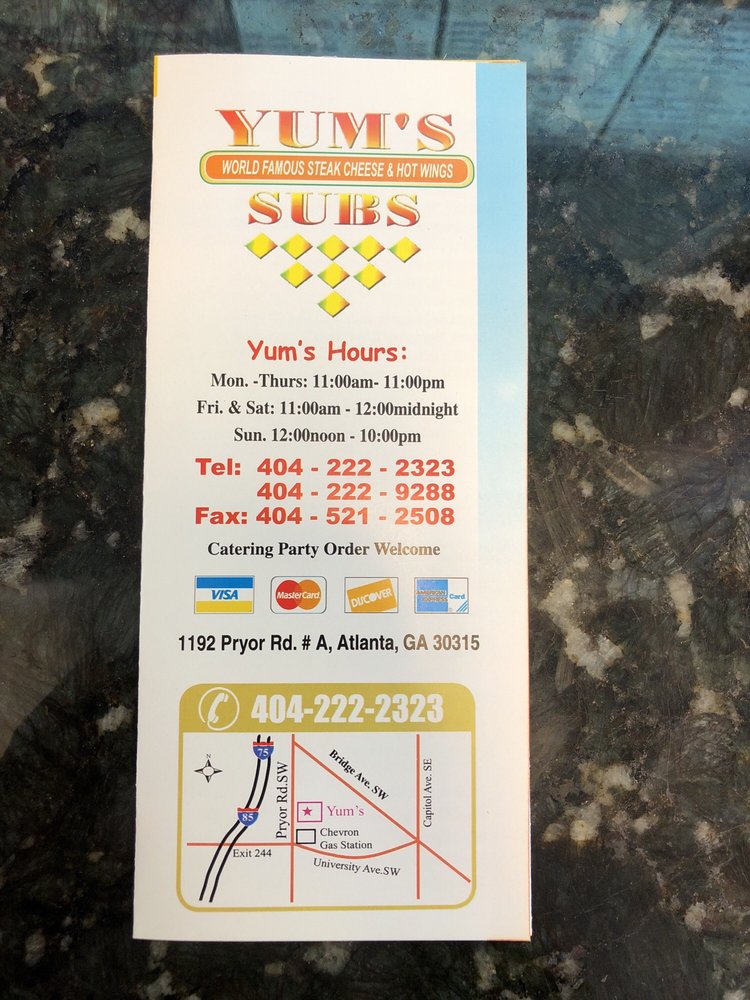 YUM'S
WORLD FAMOUS STEAK CHEESE & HOT WINGS
SUBS
Yum's Hours:
Mon. -Thurs: 11:00am- 11:00pm
Fri. & Sat: 11:00am - 12:00midnight
Sun. 12:00noon - 10:00pm
Tel: 404 - 222 - 2323
404 - 222 - 9288
Fax: 404 - 521 - 2508
Catering Party Order Welcome
VISA
MasterCard
DISCOVER
AMERICAN EXPRESS
Card
1192 Pryor Rd. # A, Atlanta, GA 30315
404-222-2323
N
75
85
Exit 244
Pryor Rd.SW
Bridge Ave. SW
Capitol Ave. SE
Yum's
Chevron
Gas Station
University Ave.SW